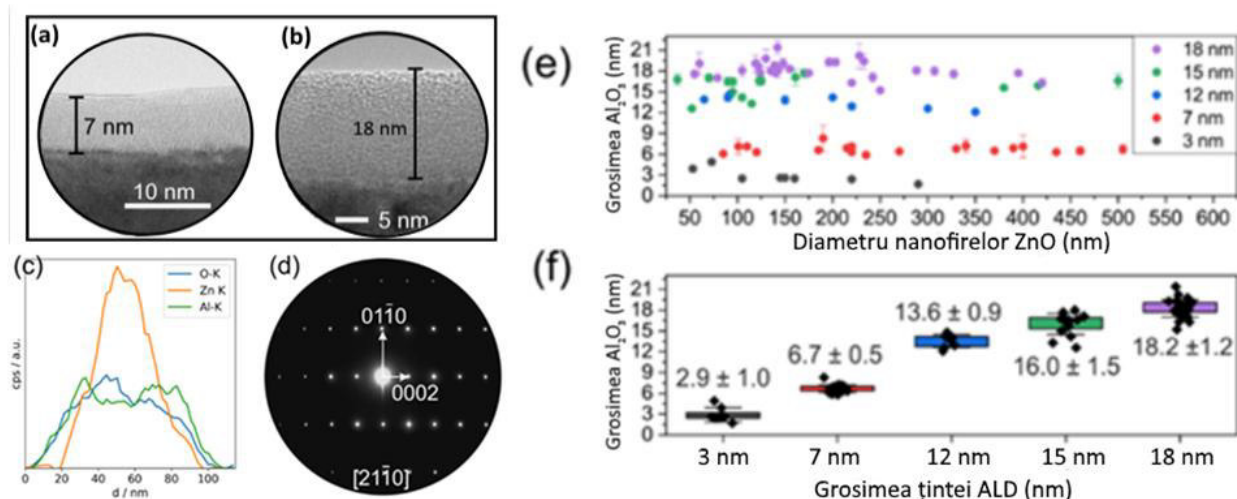 (a)
7 nm
10 nm
(b)
18 nm
5 nm
(c)
O-K
Zn K
Al-K
cps / a.u.
0 20 40 60 80 100
d / nm
(d)
011̄0
0002
[211̄0]
(e)
Grosimea Al₂O₃ (nm)
21
18
15
12
9
6
3
0
18 nm
15 nm
12 nm
7 nm
3 nm
50 100 150 200 250 300 350 400 450 500 550 600
Diametru nanofirelor ZnO (nm)
(f)
Grosimea Al₂O₃ (nm)
21
18
15
12
9
6
3
0
2.9 ± 1.0
6.7 ± 0.5
13.6 ± 0.9
16.0 ± 1.5
18.2 ±1.2
3 nm 7 nm 12 nm 15 nm 18 nm
Grosimea țintei ALD (nm)